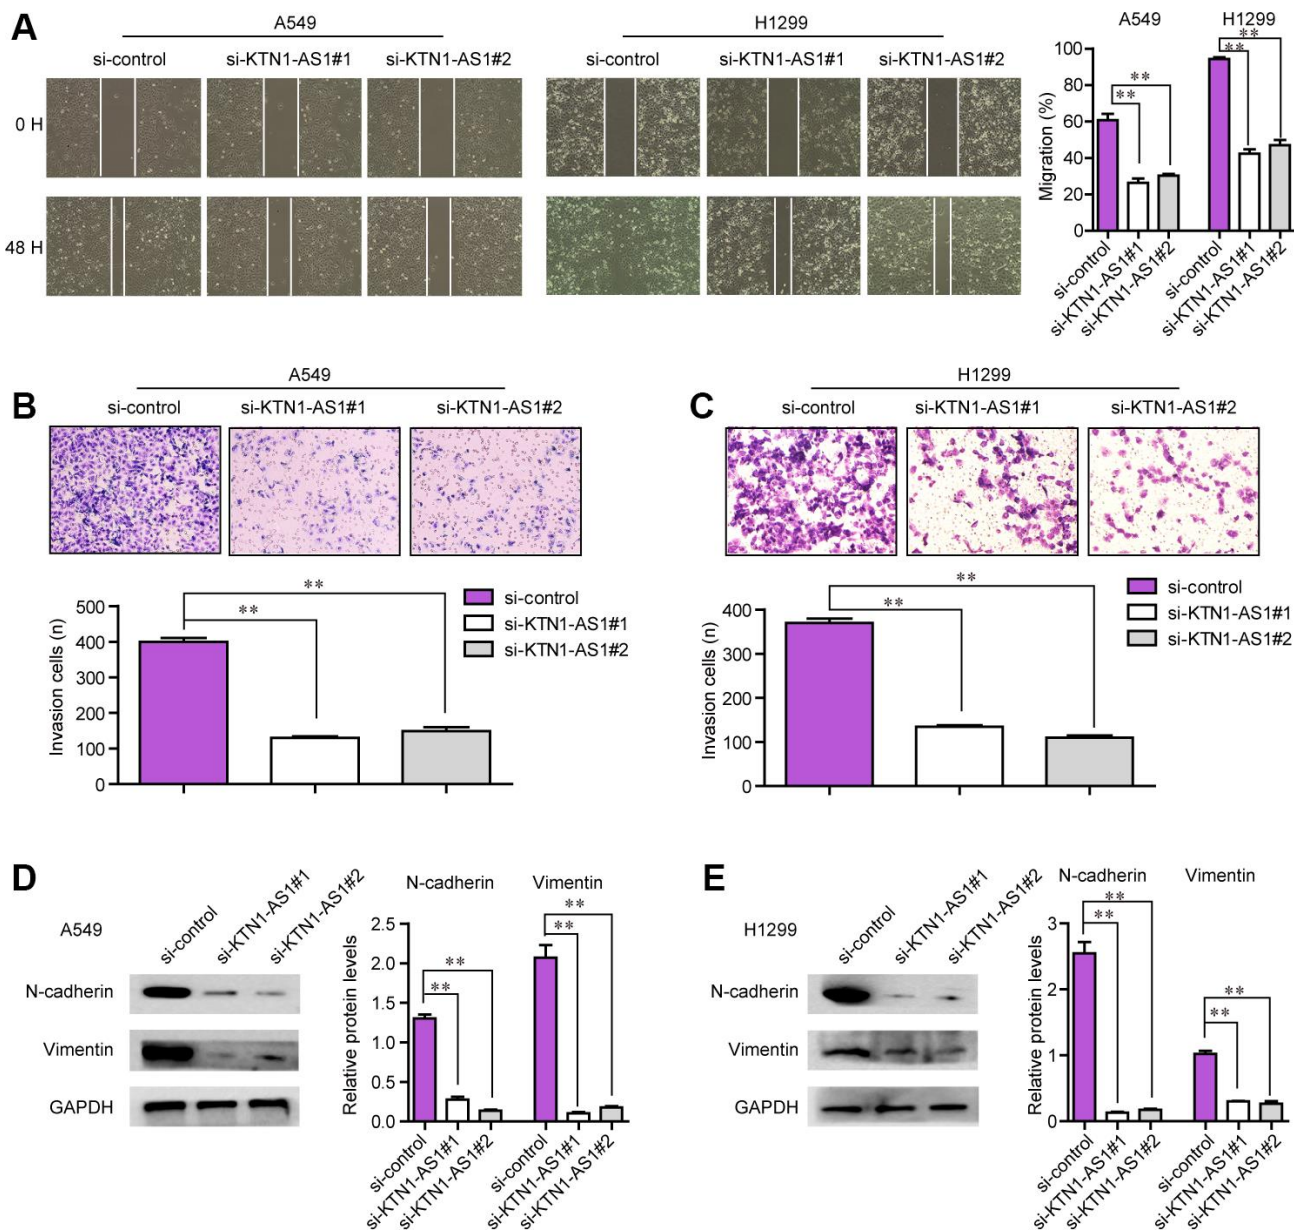 A
A549
H1299
si-control
si-KTN1-AS1#1
si-KTN1-AS1#2
si-control
si-KTN1-AS1#1
si-KTN1-AS1#2
0 H
48 H
A549
H1299
**
**
**
**
Migration (%)
100
80
60
40
20
0
si-control
si-KTN1-AS1#1
si-KTN1-AS1#2
si-control
si-KTN1-AS1#1
si-KTN1-AS1#2
B
A549
si-control
si-KTN1-AS1#1
si-KTN1-AS1#2
**
**
Invasion cells (n)
500
400
300
200
100
0
si-control
si-KTN1-AS1#1
si-KTN1-AS1#2
C
H1299
si-control
si-KTN1-AS1#1
si-KTN1-AS1#2
**
**
Invasion cells (n)
400
300
200
100
0
si-control
si-KTN1-AS1#1
si-KTN1-AS1#2
D
A549
si-control
si-KTN1-AS1#1
si-KTN1-AS1#2
N-cadherin
Vimentin
GAPDH
N-cadherin
Vimentin
**
**
**
**
Relative protein levels
2.5
2.0
1.5
1.0
0.5
0.0
si-control
si-KTN1-AS1#1
si-KTN1-AS1#2
si-control
si-KTN1-AS1#1
si-KTN1-AS1#2
E
H1299
si-control
si-KTN1-AS1#1
si-KTN1-AS1#2
N-cadherin
Vimentin
GAPDH
N-cadherin
Vimentin
**
**
**
**
Relative protein levels
3
2
1
0
si-control
si-KTN1-AS1#1
si-KTN1-AS1#2
si-control
si-KTN1-AS1#1
si-KTN1-AS1#2